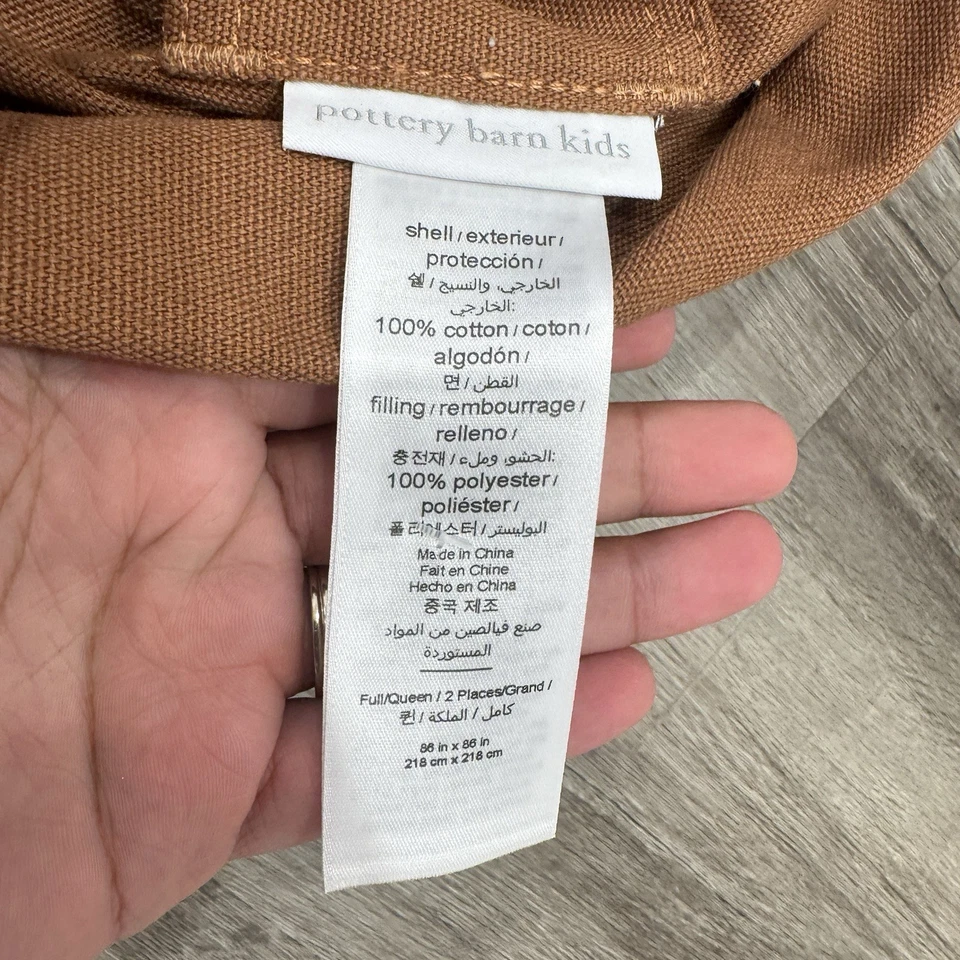 pottery barn kids
shell / exterieur /
protección /
쉘 / الخارجي، والنسيج
الخارجي:
100% cotton / coton /
algodón /
면 / القطن
filling / rembourrage /
relleno /
충전재 / الحشو، وملء:
100% polyester /
poliéster /
폴리에스터 / البوليستر
Made in China
Fait en Chine
Hecho en China
중국 제조
صنع فيالصين من المواد
المستوردة
Full/Queen / 2 Places/Grand /
퀸 / كامل / الملكة
86 in x 86 in
218 cm x 218 cm